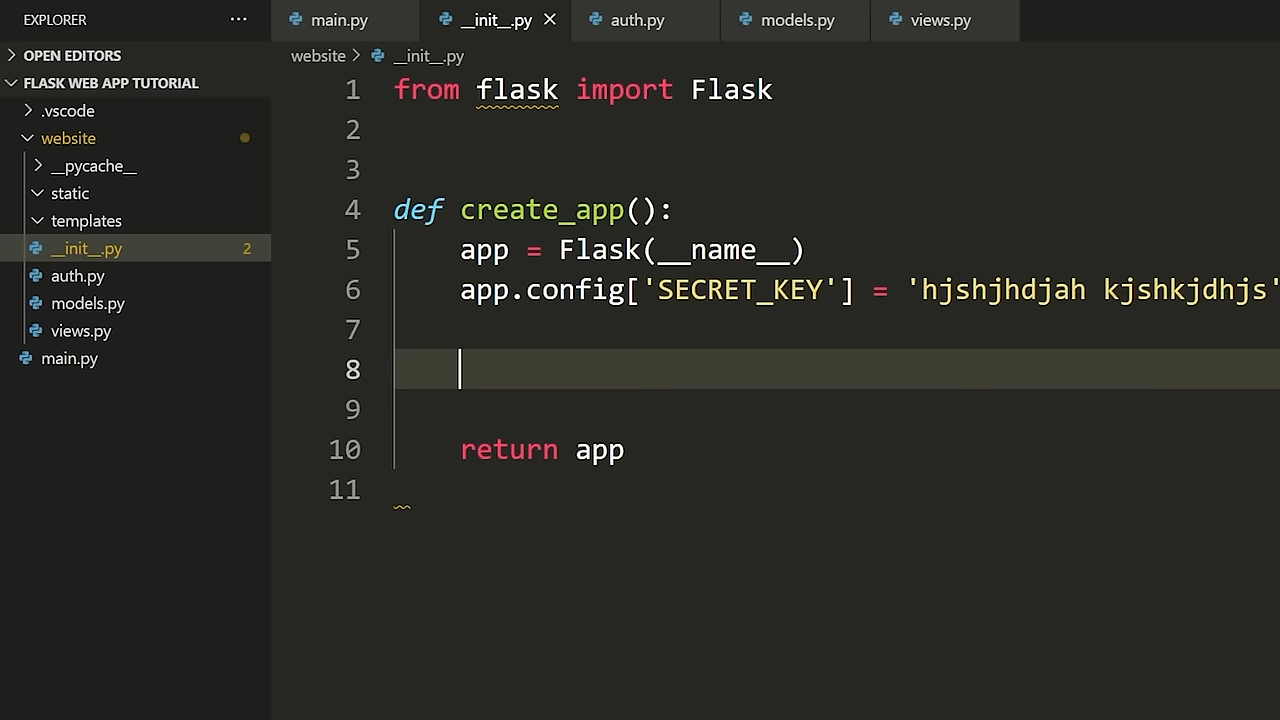 EXPLORER ...
OPEN EDITORS
FLASK WEB APP TUTORIAL
.vscode
website
__pycache__
static
templates
__init__.py 2
auth.py
models.py
views.py
main.py
main.py __init__.py auth.py models.py views.py
website > __init__.py
1 from flask import Flask
2
3
4 def create_app():
5 app = Flask(__name__)
6 app.config['SECRET_KEY'] = 'hjshjhdjah kjshkjdhjs'
7
8
9
10 return app
11